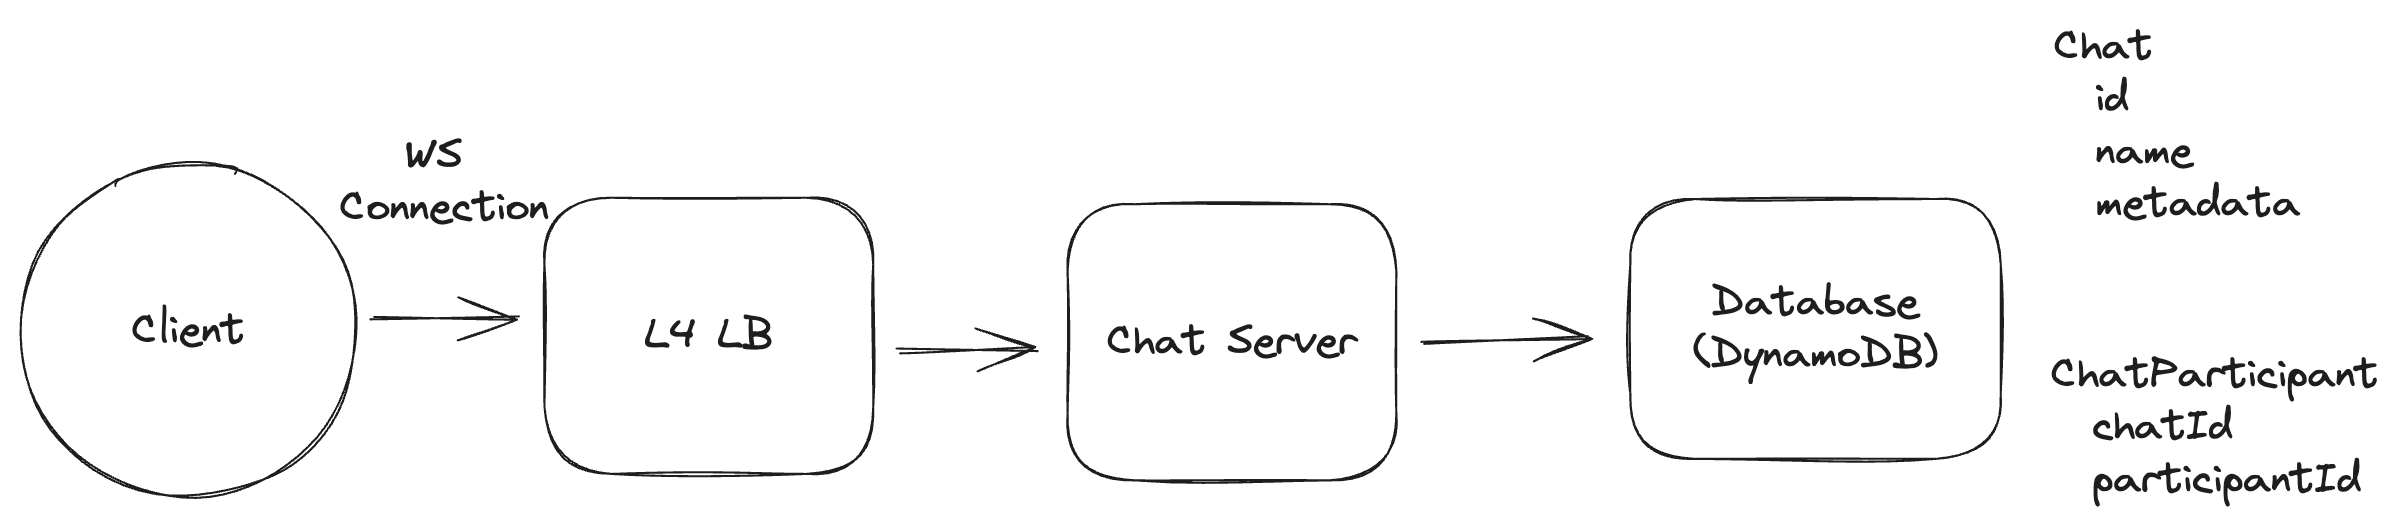 Client
WS
Connection
L4 LB
Chat Server
Database
(DynamoDB)
Chat
id
name
metadata
ChatParticipant
chatId
participantId